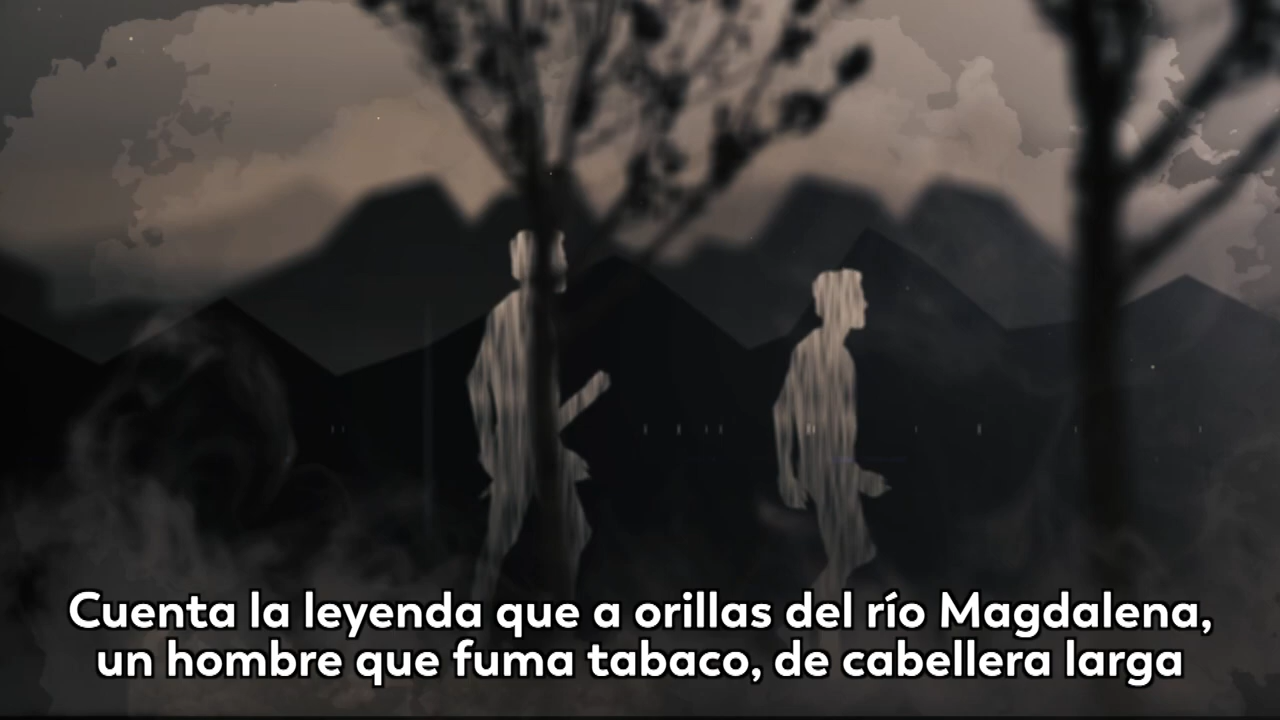 Cuenta la leyenda que a orillas del río Magdalena,
un hombre que fuma tabaco, de cabellera larga